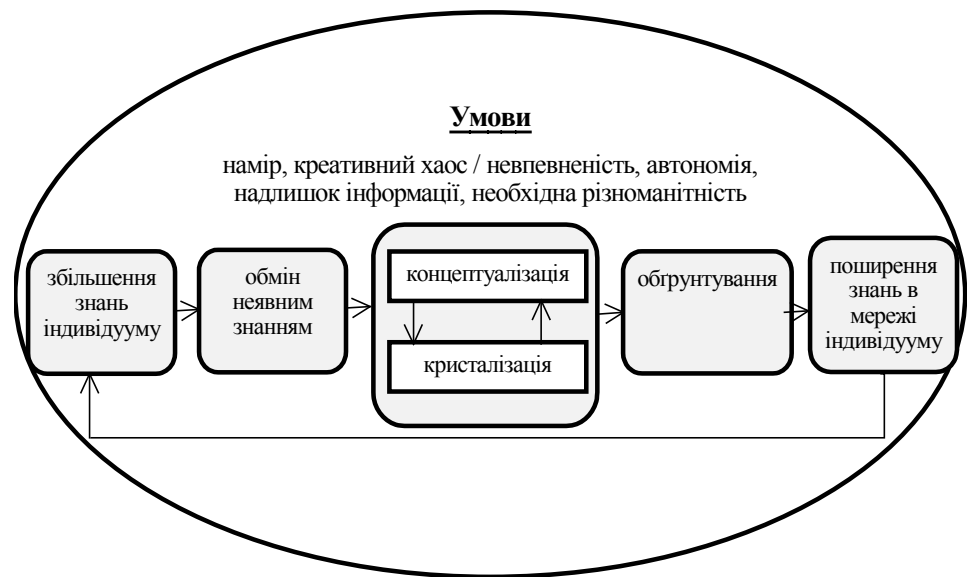 Умови
намір, креативний хаос / невпевненість, автономія,
надлишок інформації, необхідна різноманітність
збільшення
знань
індивідууму
обмін
неявним
знанням
концептуалізація
кристалізація
обґрунтування
поширення
знань в
мережі
індивідууму